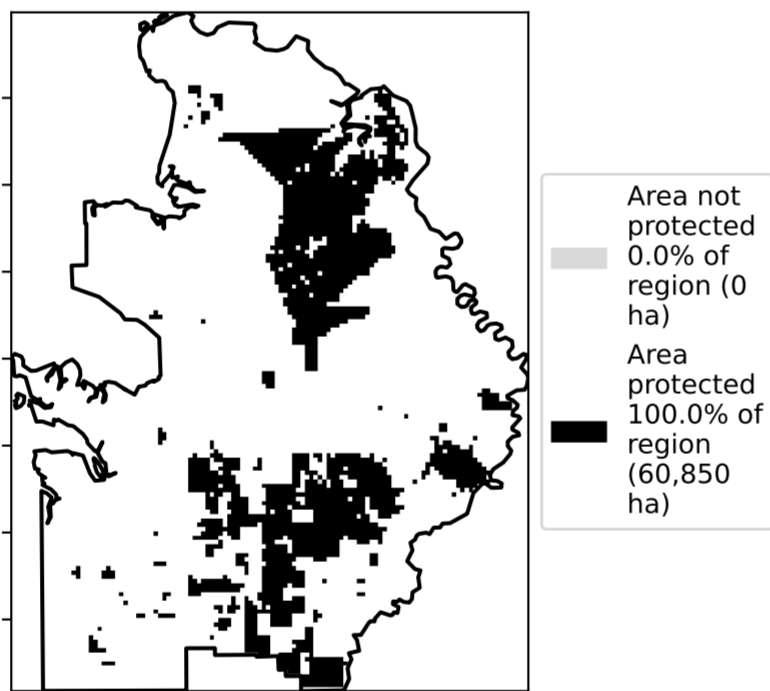 Area not
protected
0.0% of
region (0
ha)
Area
protected
100.0% of
region
(60,850
ha)